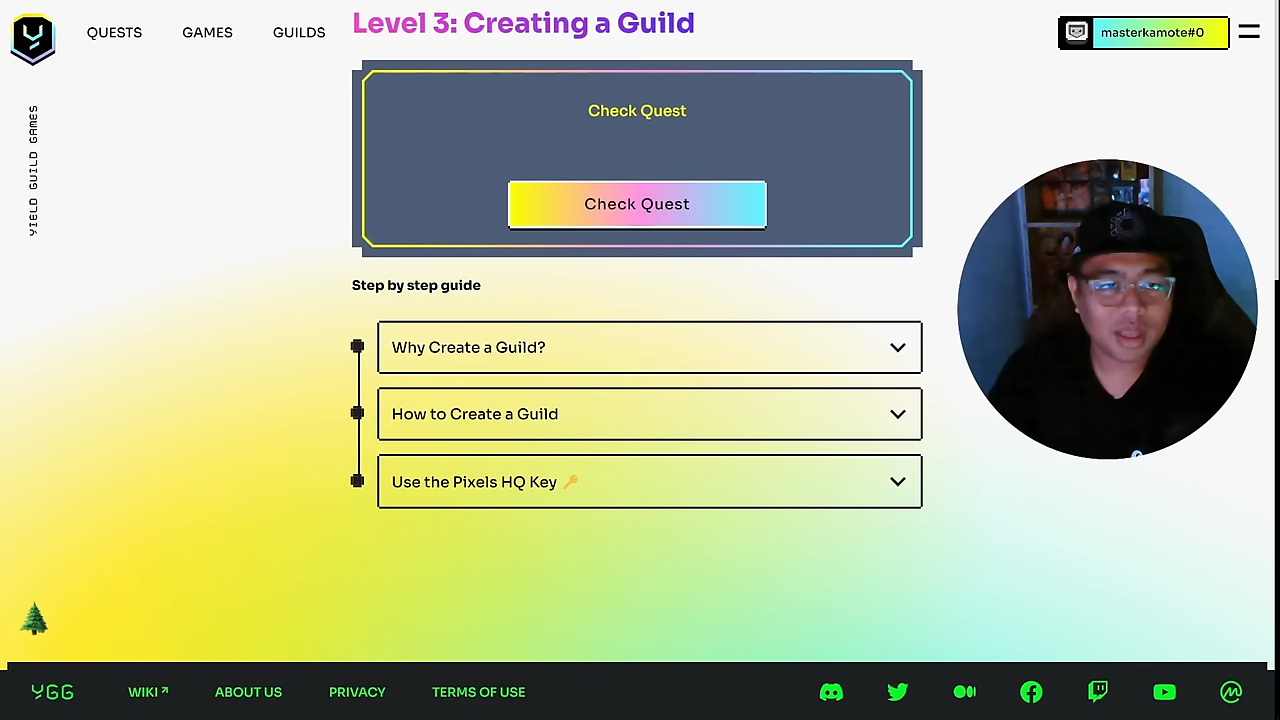 QUESTS GAMES GUILDS
Level 3: Creating a Guild
masterkamote#0
YIELD GUILD GAMES
Check Quest
Check Quest
Step by step guide
Why Create a Guild?
How to Create a Guild
Use the Pixels HQ Key
YGG WIKI ABOUT US PRIVACY TERMS OF USE